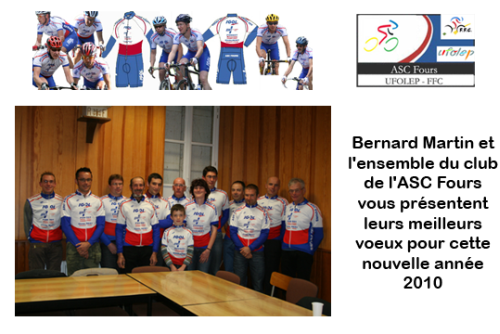 ufolep
ASC Fours
UFOLEP - FFC
Bernard Martin et
l'ensemble du club
de l'ASC Fours
vous présentent
leurs meilleurs
voeux pour cette
nouvelle année
2010